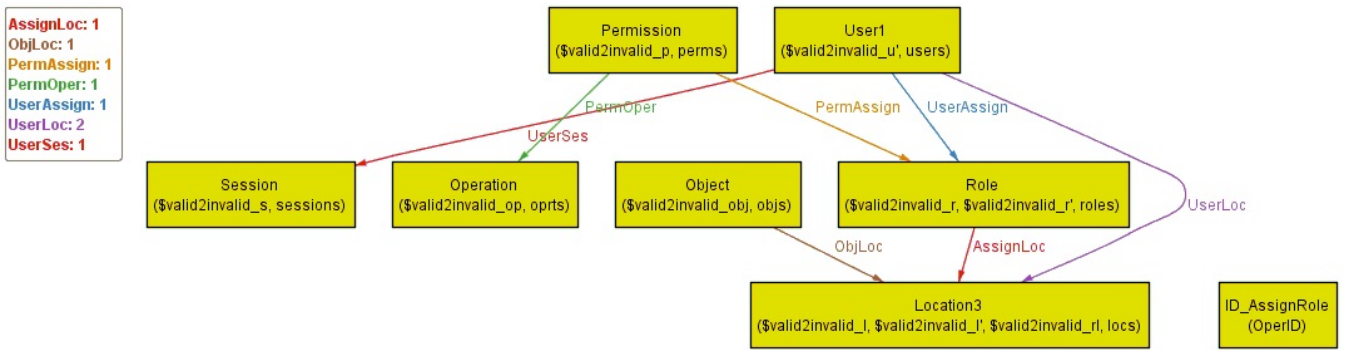 AssignLoc: 1
ObjLoc: 1
PermAssign: 1
PermOper: 1
UserAssign: 1
UserLoc: 2
UserSes: 1
Permission
($valid2invalid_p, perms)
User1
($valid2invalid_u', users)
PermOper
PermAssign
UserAssign
UserSes
Session
($valid2invalid_s, sessions)
Operation
($valid2invalid_op, oprts)
Object
($valid2invalid_obj, objs)
Role
($valid2invalid_r, $valid2invalid_r', roles)
UserLoc
ObjLoc
AssignLoc
Location3
($valid2invalid_l, $valid2invalid_l', $valid2invalid_rl, locs)
ID_AssignRole
(OperID)